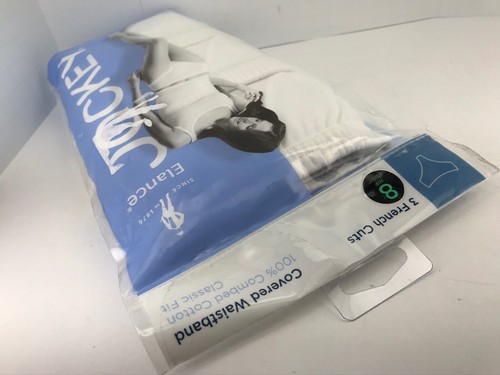 JOCKEY
Elance®
SINCE 1876
3 French Cuts
8
Covered Waistband
100% Combed Cotton
Classic Fit